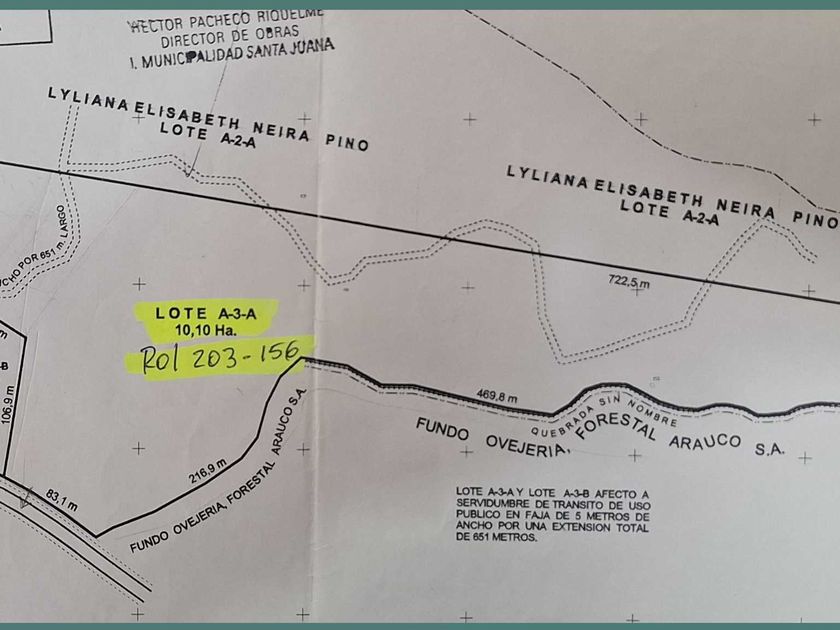 HECTOR PACHECO RIQUELME
DIRECTOR DE OBRAS
I. MUNICIPALIDAD SANTA JUANA
LYLIANA ELISABETH NEIRA PINO
LOTE A-2-A
LYLIANA ELISABETH NEIRA PINO
LOTE A-2-A
CHO POR 651 m. LARGO
722,5 m
LOTE A-3-A
10,10 Ha.
Rol 203-156
m
B
106,9 m
469,8 m
QUEBRADA SIN NOMBRE
FUNDO OVEJERIA, FORESTAL ARAUCO S.A.
216,9 m
83,1 m
FUNDO OVEJERIA, FORESTAL ARAUCO S.A.
LOTE A-3-A Y LOTE A-3-B AFECTO A
SERVIDUMBRE DE TRANSITO DE USO
PUBLICO EN FAJA DE 5 METROS DE
ANCHO POR UNA EXTENSION TOTAL
DE 651 METROS.